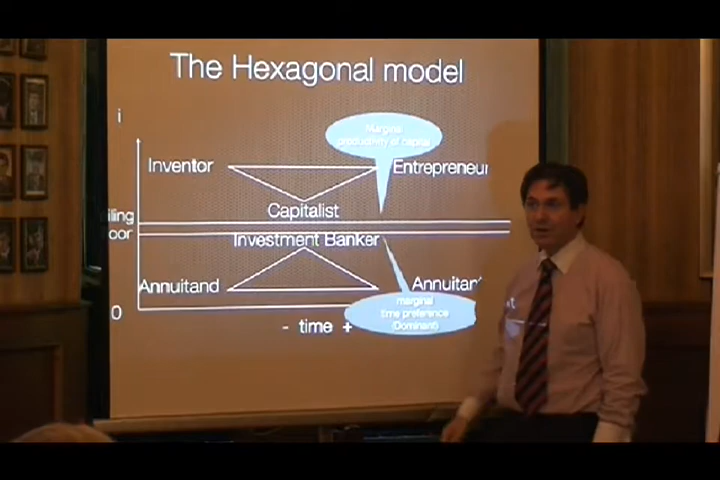 The Hexagonal model
i
Marginal
productivity of capital
Inventor
Entrepreneur
Capitalist
iling
oor
Investment Banker
Annuitand
Annuitant
marginal
time preference
(Dominant)
0
- time +